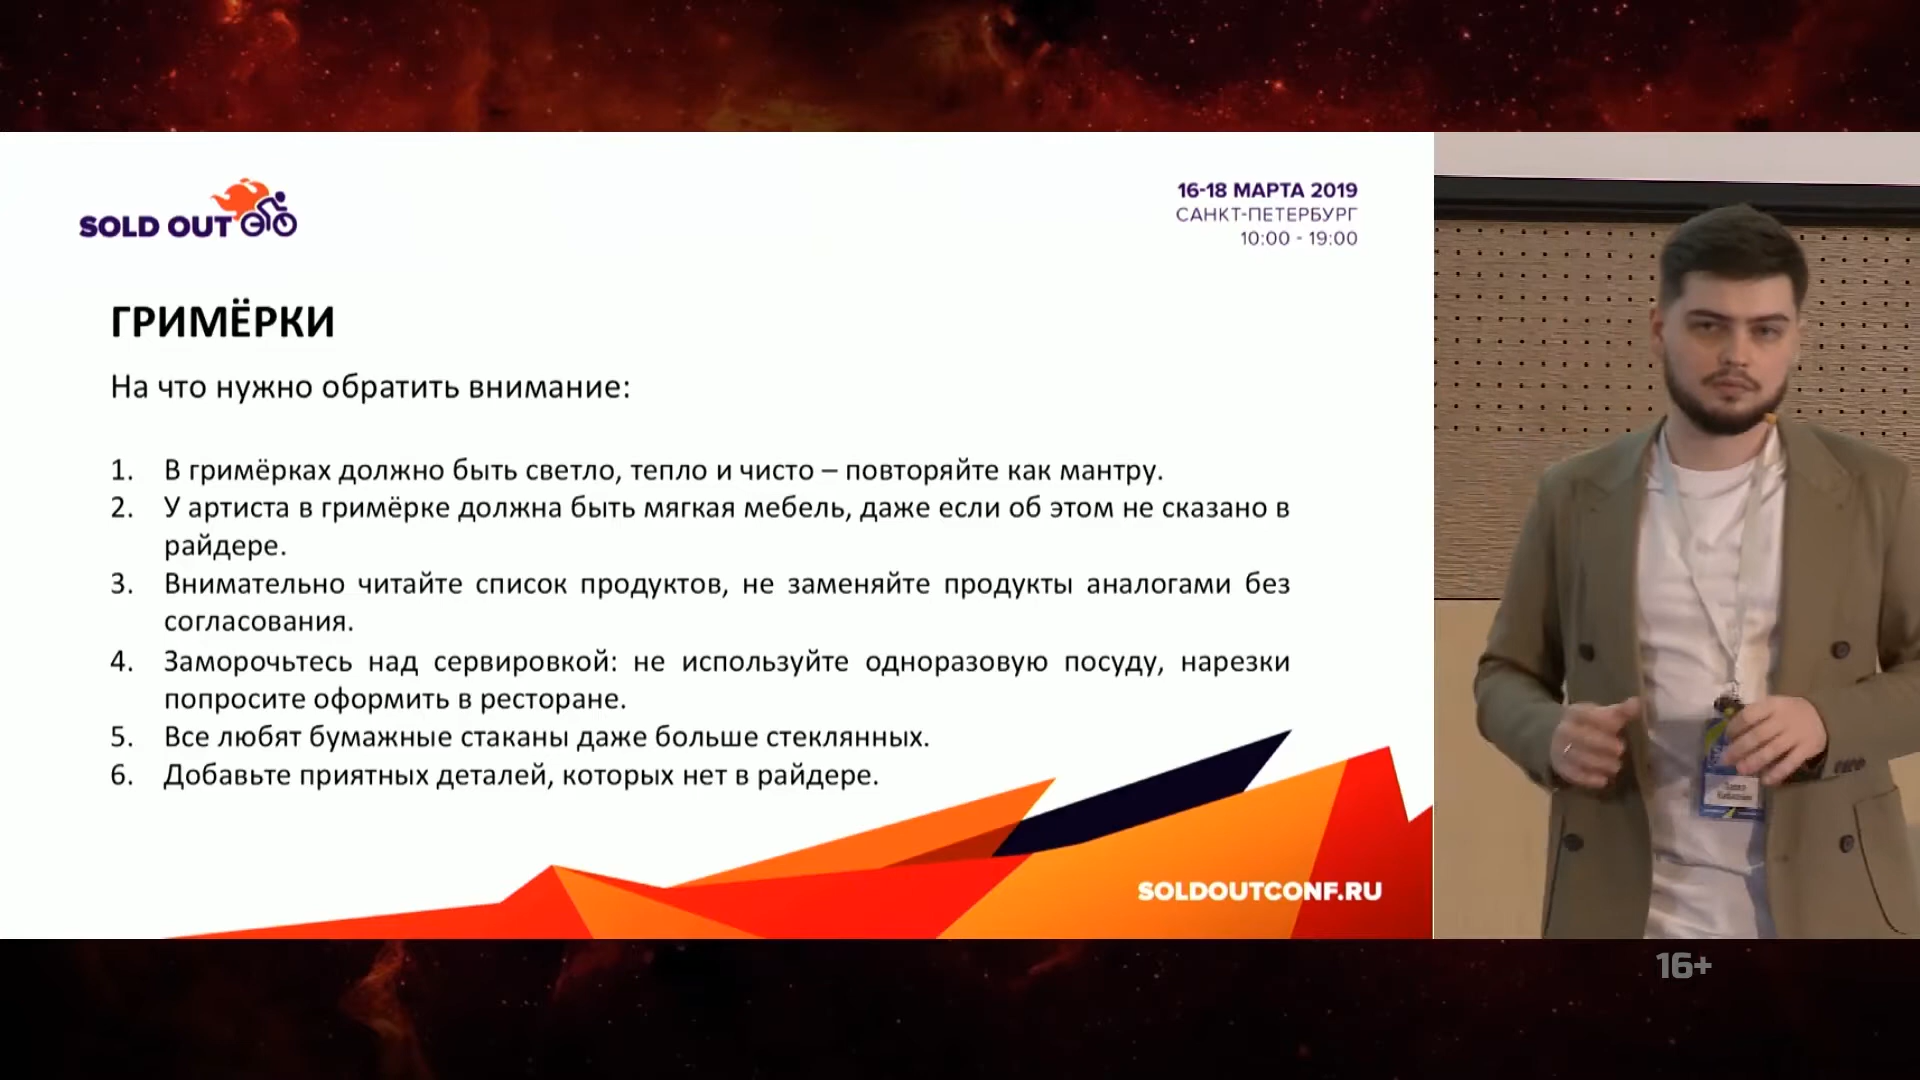 SOLD OUT
16-18 МАРТА 2019
САНКТ-ПЕТЕРБУРГ
10:00 - 19:00
ГРИМЁРКИ
На что нужно обратить внимание:
1. В гримёрках должно быть светло, тепло и чисто – повторяйте как мантру.
2. У артиста в гримёрке должна быть мягкая мебель, даже если об этом не сказано в
райдере.
3. Внимательно читайте список продуктов, не заменяйте продукты аналогами без
согласования.
4. Заморочьтесь над сервировкой: не используйте одноразовую посуду, нарезки
попросите оформить в ресторане.
5. Все любят бумажные стаканы даже больше стеклянных.
6. Добавьте приятных деталей, которых нет в райдере.
SOLDOUTCONF.RU
16+